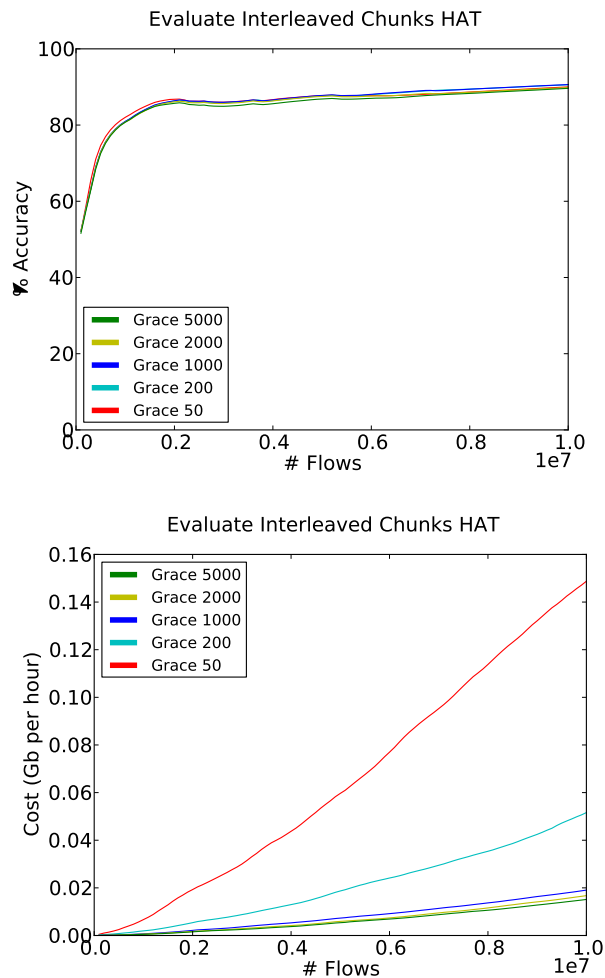 Evaluate Interleaved Chunks HAT
100
80
60
40
20
0
% Accuracy
Grace 5000
Grace 2000
Grace 1000
Grace 200
Grace 50
0.0 0.2 0.4 0.6 0.8 1.0
# Flows
1e7
Evaluate Interleaved Chunks HAT
0.16
0.14
0.12
0.10
0.08
0.06
0.04
0.02
0.00
Cost (Gb per hour)
Grace 5000
Grace 2000
Grace 1000
Grace 200
Grace 50
0.0 0.2 0.4 0.6 0.8 1.0
# Flows
1e7